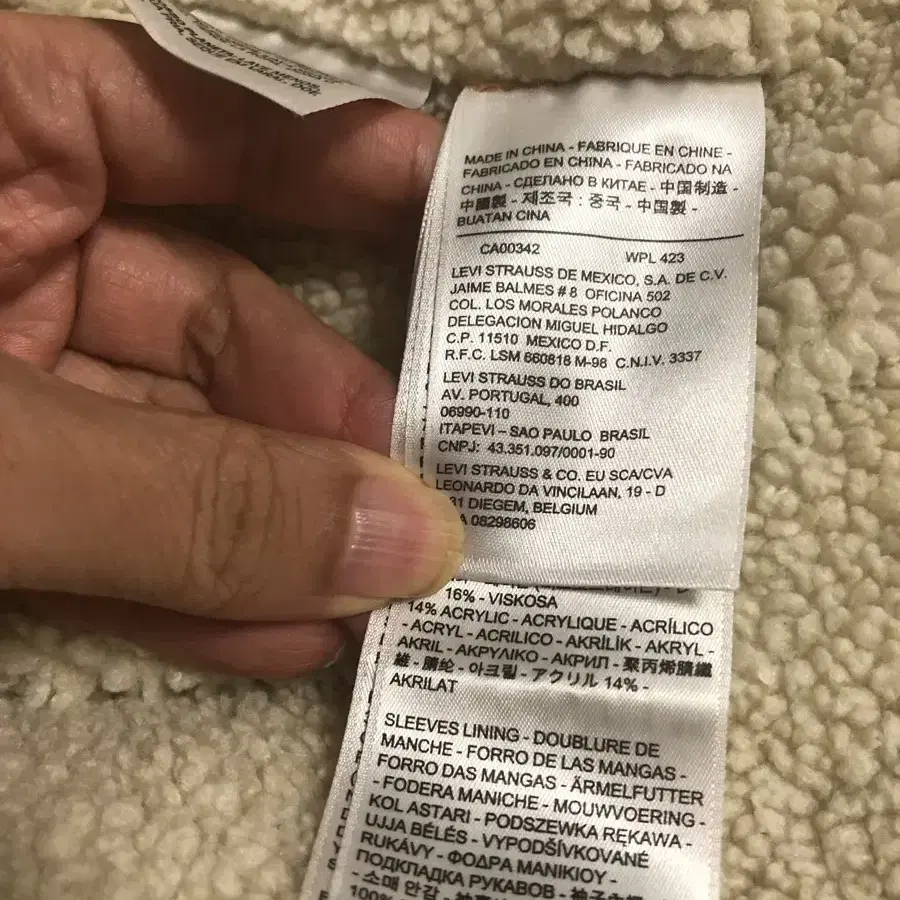 MADE IN CHINA - FABRIQUE EN CHINE -
FABRICADO EN CHINA - FABRICADO NA
CHINA - СДЕЛАНО В КИТАЕ - 中国制造 -
中國製 - 제조국 : 중국 - 中国製 -
BUATAN CINA
CA00342 WPL 423
LEVI STRAUSS DE MEXICO, S.A. DE C.V.
JAIME BALMES # 8 OFICINA 502
COL. LOS MORALES POLANCO
DELEGACION MIGUEL HIDALGO
C.P. 11510 MEXICO D.F.
R.F.C. LSM 660818 M-98 C.N.I.V. 3337
LEVI STRAUSS DO BRASIL
AV. PORTUGAL, 400
06990-110
ITAPEVI – SAO PAULO BRASIL
CNPJ: 43.351.097/0001-90
LEVI STRAUSS & CO. EU SCA/CVA
LEONARDO DA VINCILAAN, 19 - D
31 DIEGEM, BELGIUM
A 08298606
16% - VISKOSA
14% ACRYLIC - ACRYLIQUE - ACRÍLICO
- ACRYL - ACRILICO - AKRİLİK - AKRYL -
AKRIL - ΑΚΡΥΛΙΚΟ - АКРИЛ - 聚丙烯腈纖
維 - 腈纶 - 아크릴 - アクリル 14% -
AKRILAT
SLEEVES LINING - DOUBLURE DE
MANCHE - FORRO DE LAS MANGAS -
FORRO DAS MANGAS - ÄRMELFUTTER
- FODERA MANICHE - MOUWVOERING -
KOL ASTARI - PODSZEWKA RĘKAWA -
UJJA BÉLÉS - VYPODŠÍVKOVANÉ
RUKÁVY - ΦΟΔΡΑ ΜΑΝΙΚΙΟΥ -
ПОДКЛАДКА РУКАВОВ -
- 소매 안감 -
100%